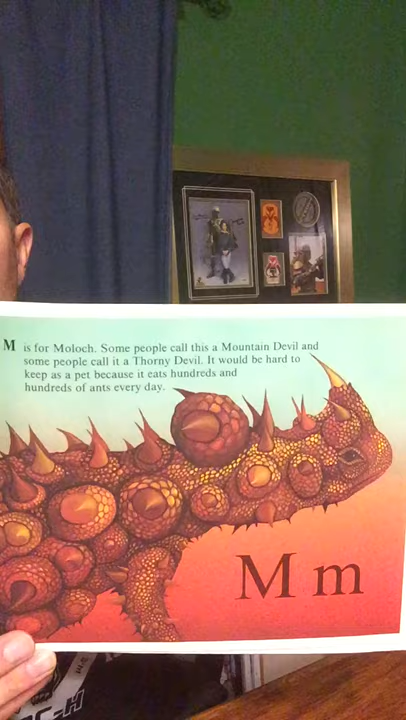 M is for Moloch. Some people call this a Mountain Devil and
some people call it a Thorny Devil. It would be hard to
keep as a pet because it eats hundreds and
hundreds of ants every day.
M m